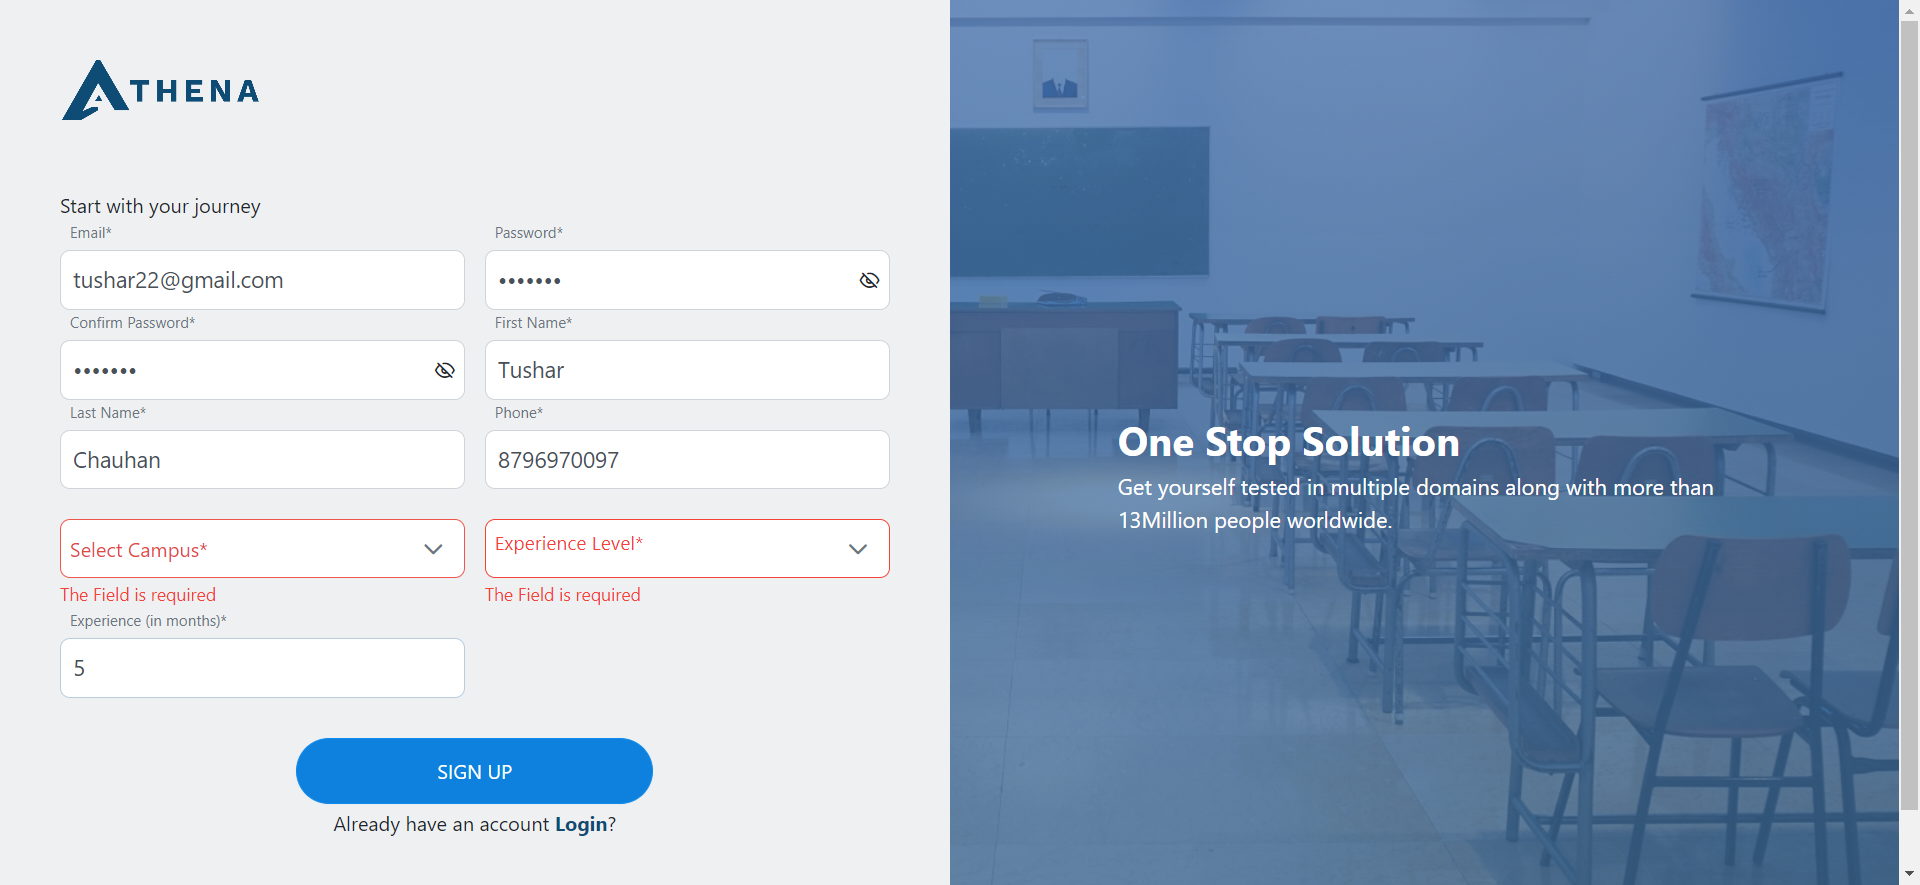 ATHENA
Start with your journey
Email*
Password*
tushar22@gmail.com
•••••••
Confirm Password*
First Name*
•••••••
Tushar
Last Name*
Phone*
Chauhan
8796970097
Select Campus*
Experience Level*
The Field is required
The Field is required
Experience (in months)*
5
SIGN UP
Already have an account Login?
One Stop Solution
Get yourself tested in multiple domains along with more than
13Million people worldwide.